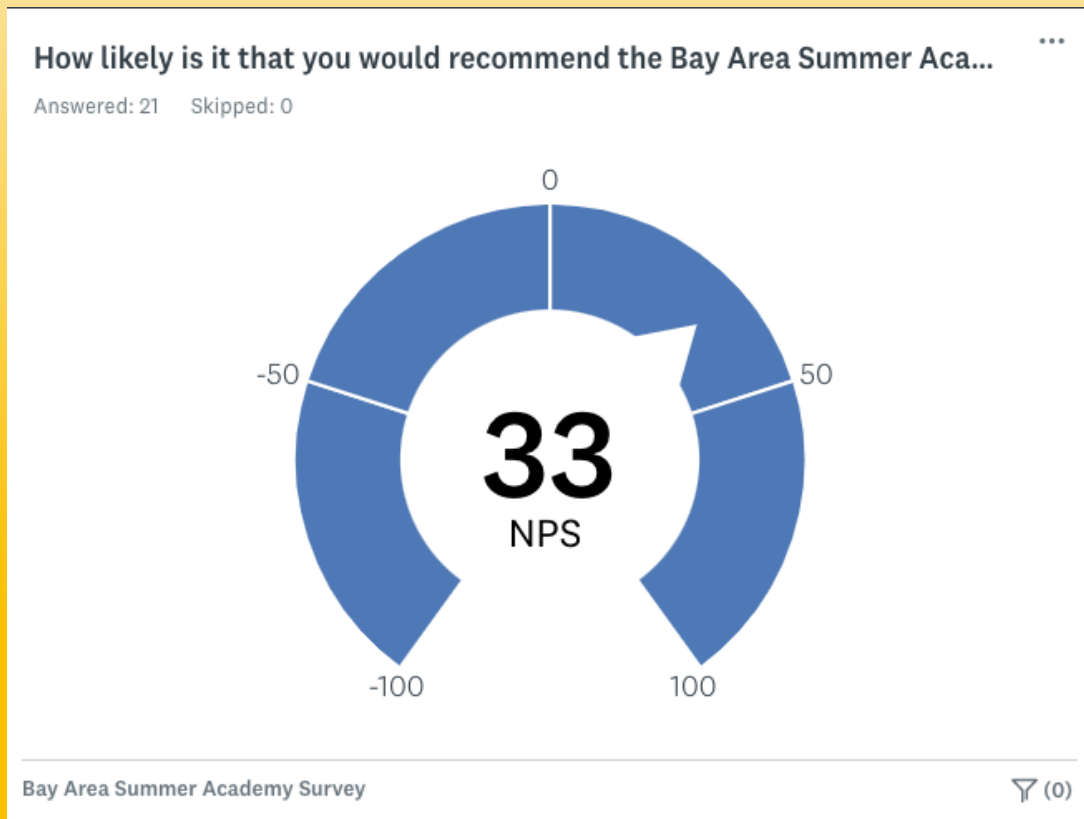 How likely is it that you would recommend the Bay Area Summer Aca...
Answered: 21 Skipped: 0
0
-50 50
33
NPS
-100 100
Bay Area Summer Academy Survey (0)